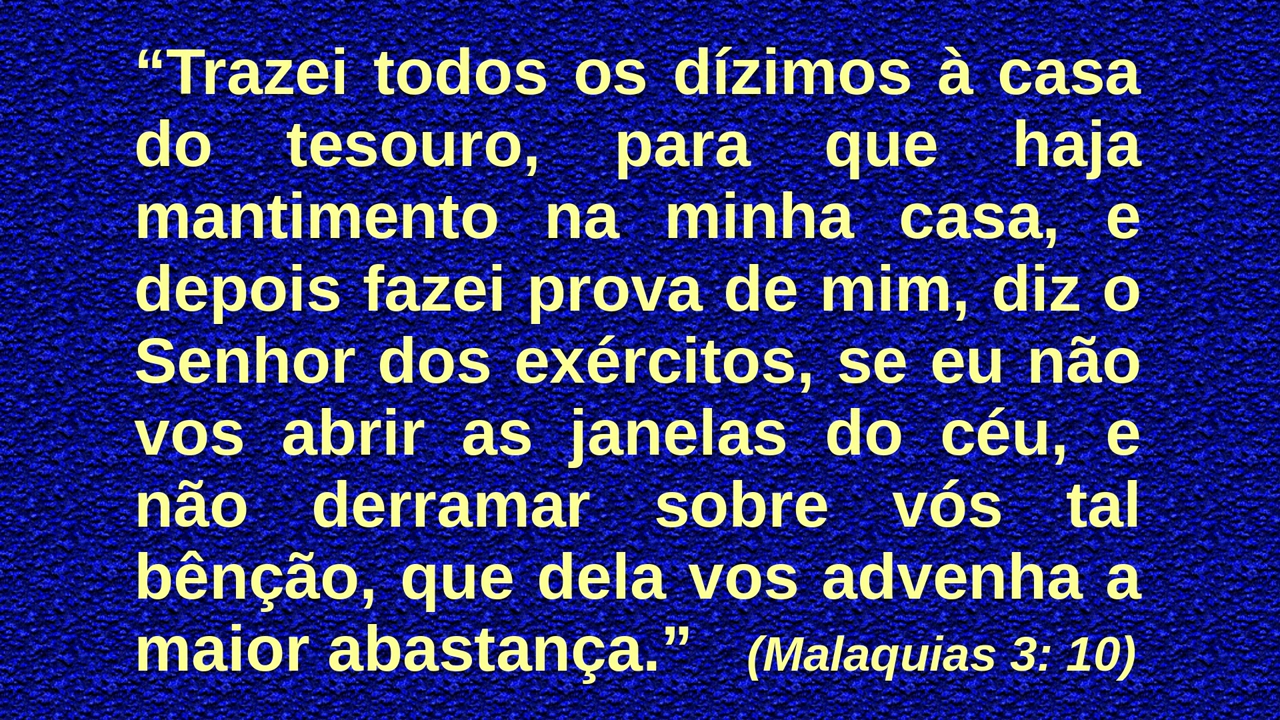 “Trazei todos os dízimos à casa
do tesouro, para que haja
mantimento na minha casa, e
depois fazei prova de mim, diz o
Senhor dos exércitos, se eu não
vos abrir as janelas do céu, e
não derramar sobre vós tal
bênção, que dela vos advenha a
maior abastança.” (Malaquias 3: 10)